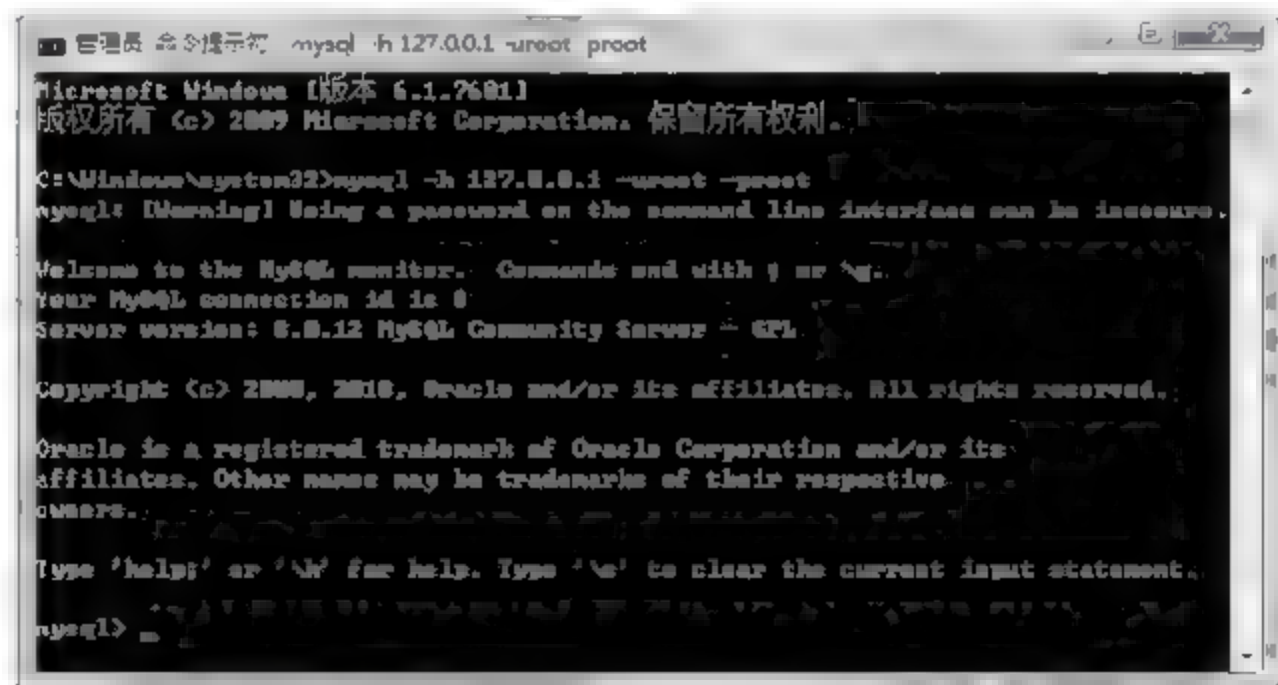 管理员 命令提示符 mysql -h 127.0.0.1 -uroot -proot
Microsoft Windows [版本 6.1.7601]
版权所有 (c) 2009 Microsoft Corporation. 保留所有权利。
C:\Windows\system32>mysql -h 127.0.0.1 -uroot -proot
mysql: [Warning] Using a password on the command line interface can be insecure.
Welcome to the MySQL monitor. Commands end with ; or \g.
Your MySQL connection id is 8
Server version: 8.0.12 MySQL Community Server - GPL
Copyright (c) 2000, 2018, Oracle and/or its affiliates. All rights reserved.
Oracle is a registered trademark of Oracle Corporation and/or its
affiliates. Other names may be trademarks of their respective
owners.
Type 'help;' or '\h' for help. Type '\c' to clear the current input statement.
mysql> _